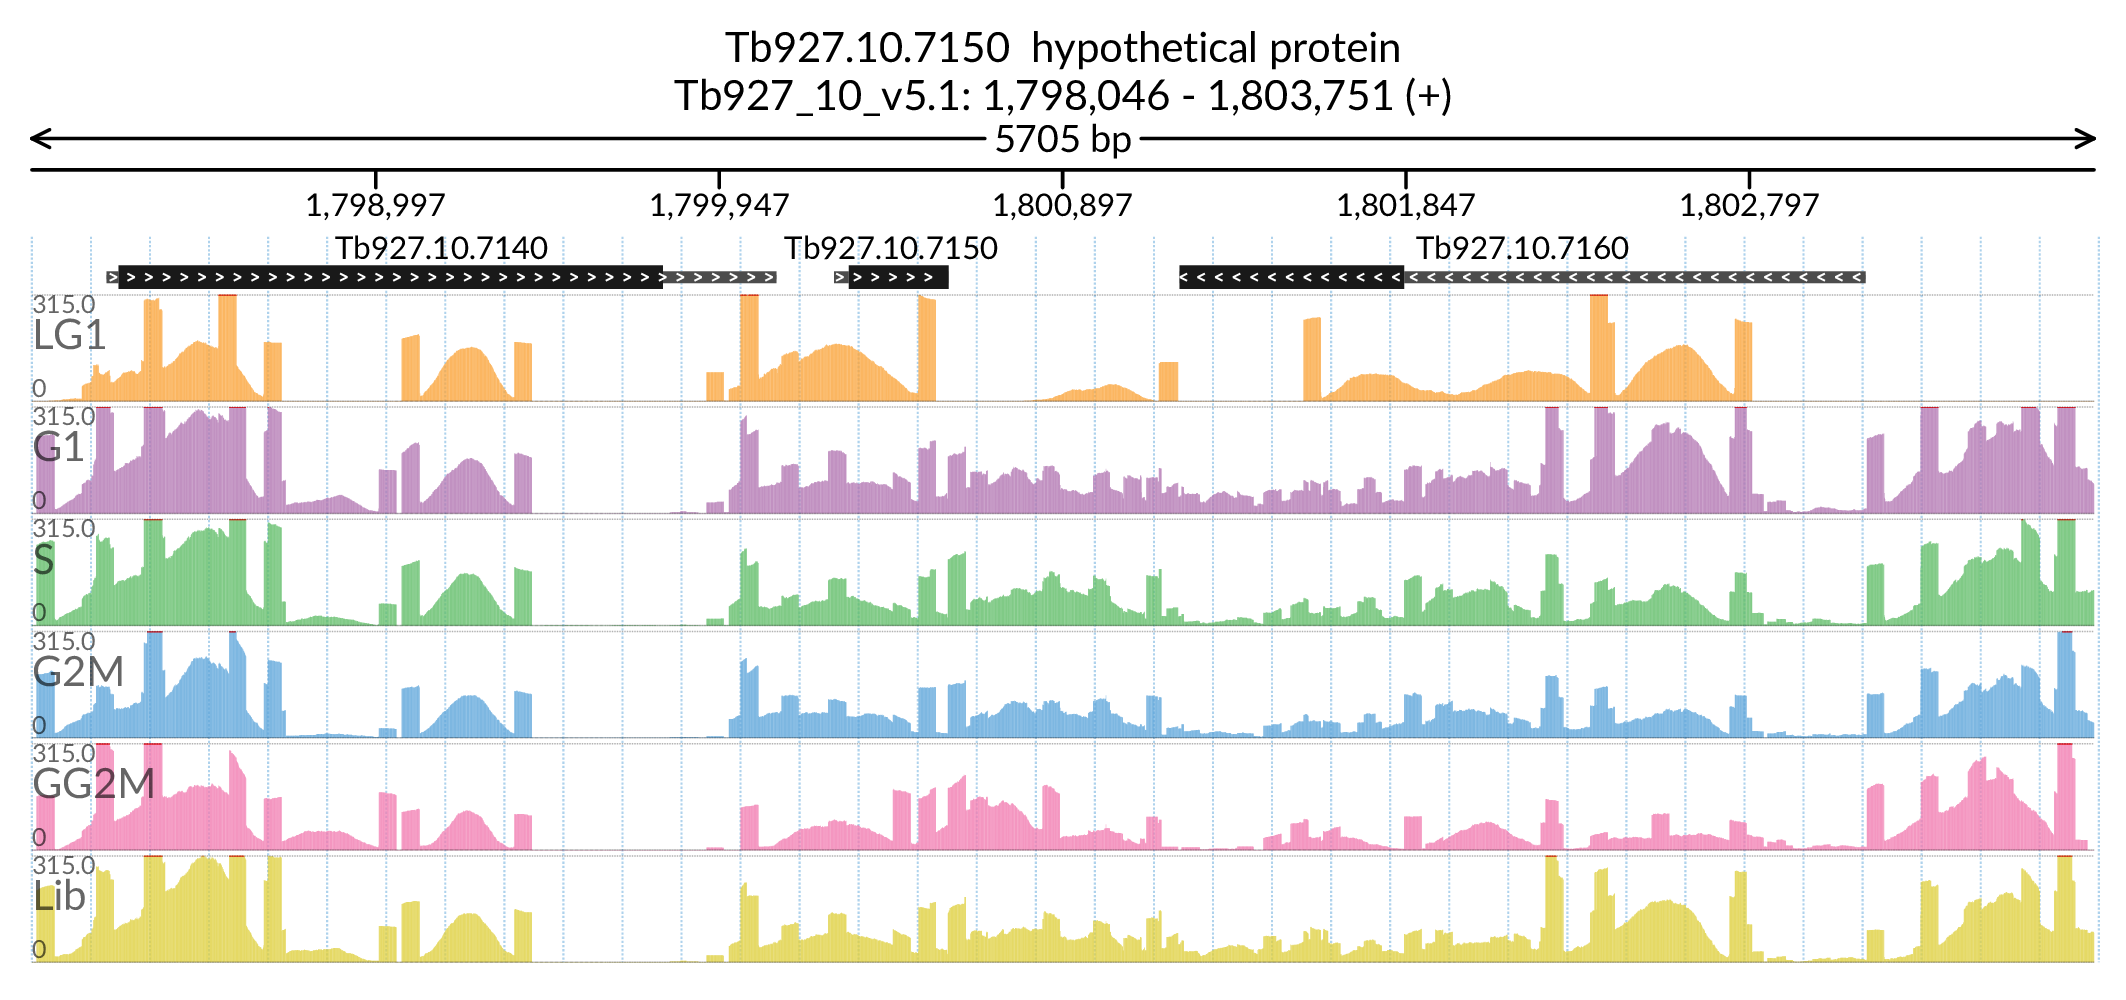 Tb927.10.7150 hypothetical protein
Tb927_10_v5.1: 1,798,046 - 1,803,751 (+)
5705 bp
1,798,997 1,799,947 1,800,897 1,801,847 1,802,797
Tb927.10.7140 Tb927.10.7150 Tb927.10.7160
315.0
LG1
0
315.0
G1
0
315.0
S
0
315.0
G2M
0
315.0
GG2M
0
315.0
Lib
0